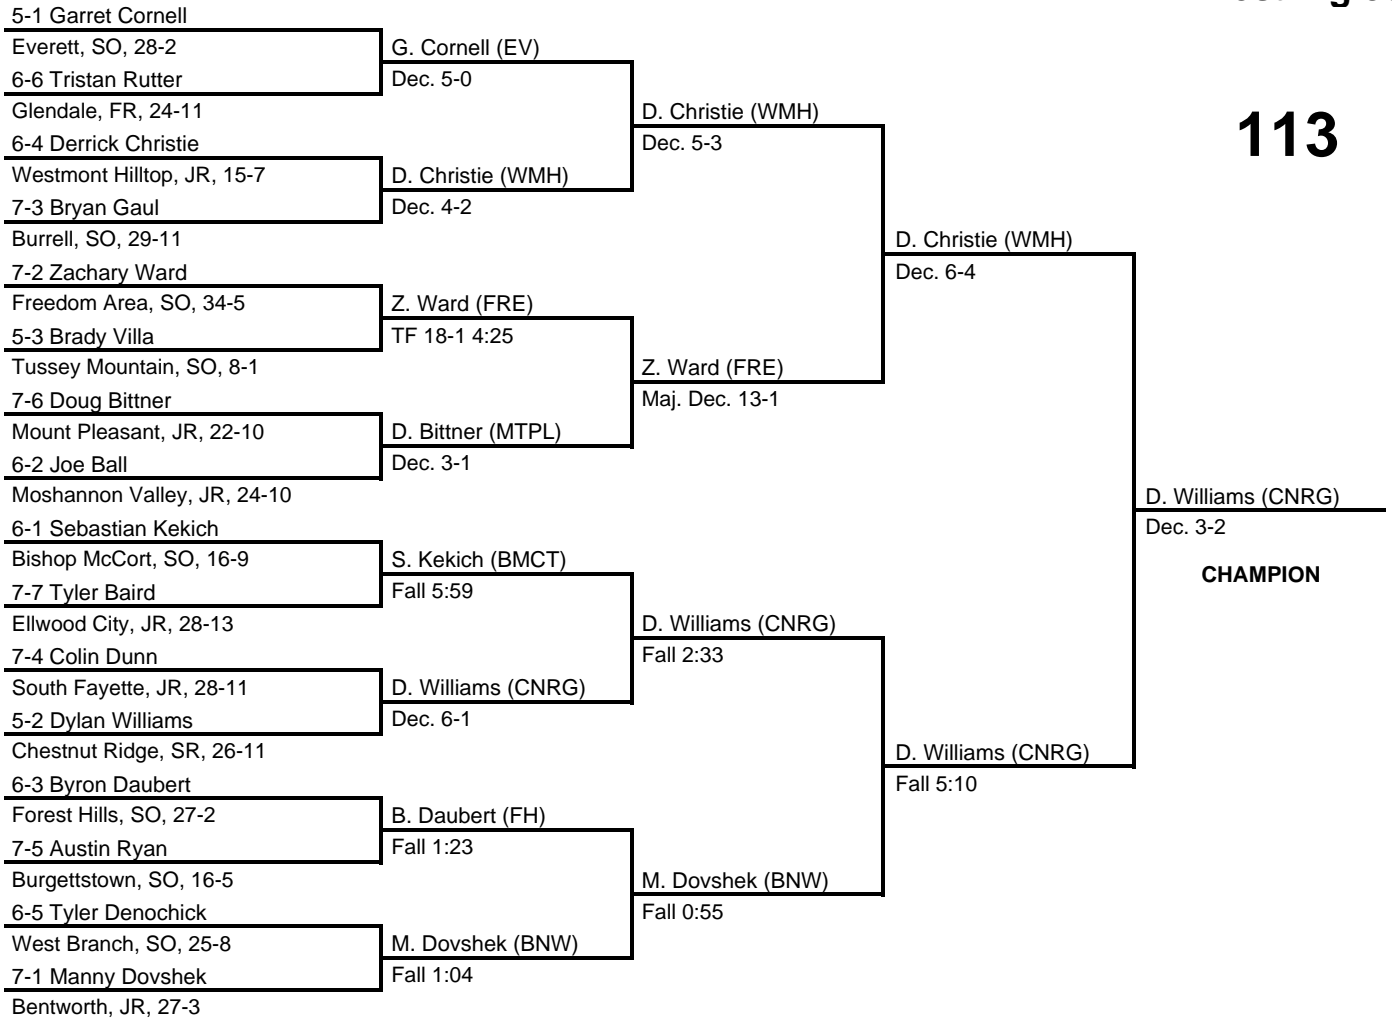 5-1 Garret Cornell
Everett, SO, 28-2
G. Cornell (EV)
6-6 Tristan Rutter
Dec. 5-0
Glendale, FR, 24-11
D. Christie (WMH)
113
6-4 Derrick Christie
Dec. 5-3
Westmont Hilltop, JR, 15-7
D. Christie (WMH)
7-3 Bryan Gaul
Dec. 4-2
Burrell, SO, 29-11
D. Christie (WMH)
7-2 Zachary Ward
Dec. 6-4
Freedom Area, SO, 34-5
Z. Ward (FRE)
5-3 Brady Villa
TF 18-1 4:25
Tussey Mountain, SO, 8-1
Z. Ward (FRE)
7-6 Doug Bittner
Maj. Dec. 13-1
Mount Pleasant, JR, 22-10
D. Bittner (MTPL)
6-2 Joe Ball
Dec. 3-1
Moshannon Valley, JR, 24-10
D. Williams (CNRG)
6-1 Sebastian Kekich
Dec. 3-2
Bishop McCort, SO, 16-9
S. Kekich (BMCT)
CHAMPION
7-7 Tyler Baird
Fall 5:59
Ellwood City, JR, 28-13
D. Williams (CNRG)
7-4 Colin Dunn
Fall 2:33
South Fayette, JR, 28-11
D. Williams (CNRG)
5-2 Dylan Williams
Dec. 6-1
Chestnut Ridge, SR, 26-11
D. Williams (CNRG)
6-3 Byron Daubert
Fall 5:10
Forest Hills, SO, 27-2
B. Daubert (FH)
7-5 Austin Ryan
Fall 1:23
Burgettstown, SO, 16-5
M. Dovshek (BNW)
6-5 Tyler Denochick
Fall 0:55
West Branch, SO, 25-8
M. Dovshek (BNW)
7-1 Manny Dovshek
Fall 1:04
Bentworth, JR, 27-3